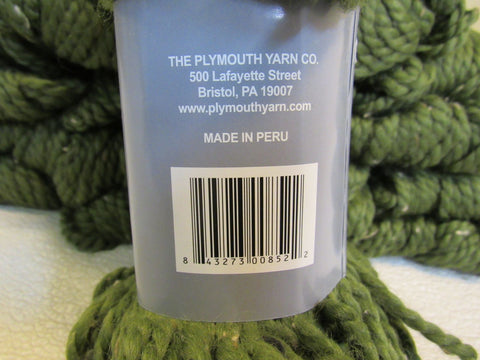 THE PLYMOUTH YARN CO.
500 Lafayette Street
Bristol, PA 19007
www.plymouthyarn.com
MADE IN PERU
8 43273 00852 2